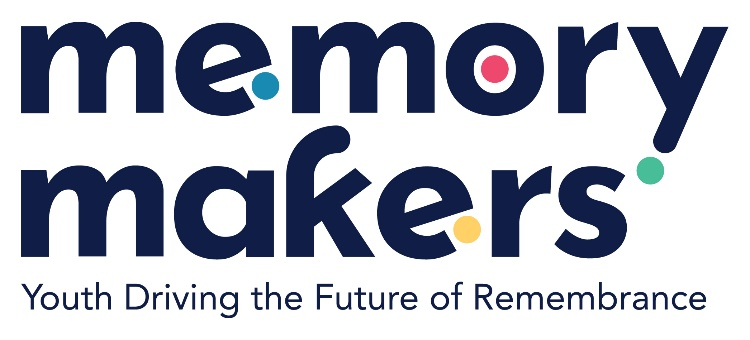 memory
makers
Youth Driving the Future of Remembrance